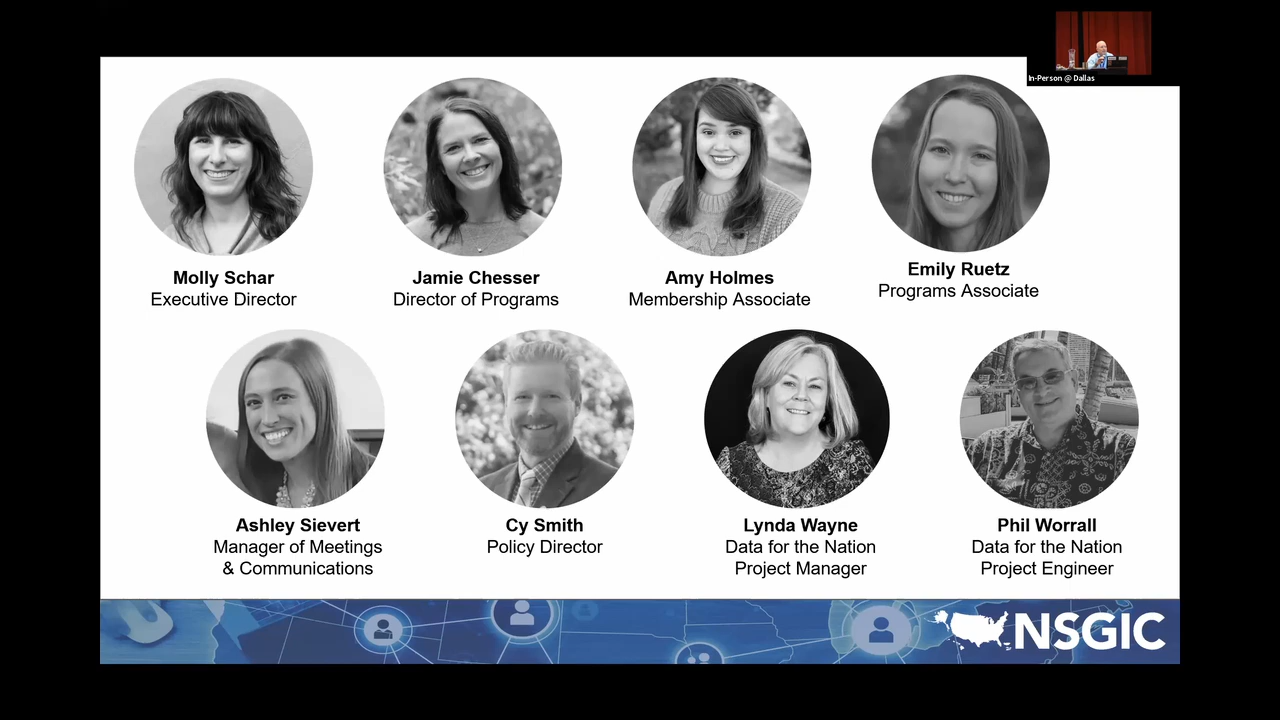 In-Person @ Dallas
Molly Schar
Executive Director
Jamie Chesser
Director of Programs
Amy Holmes
Membership Associate
Emily Ruetz
Programs Associate
Ashley Sievert
Manager of Meetings
& Communications
Cy Smith
Policy Director
Lynda Wayne
Data for the Nation
Project Manager
Phil Worrall
Data for the Nation
Project Engineer
NSGIC